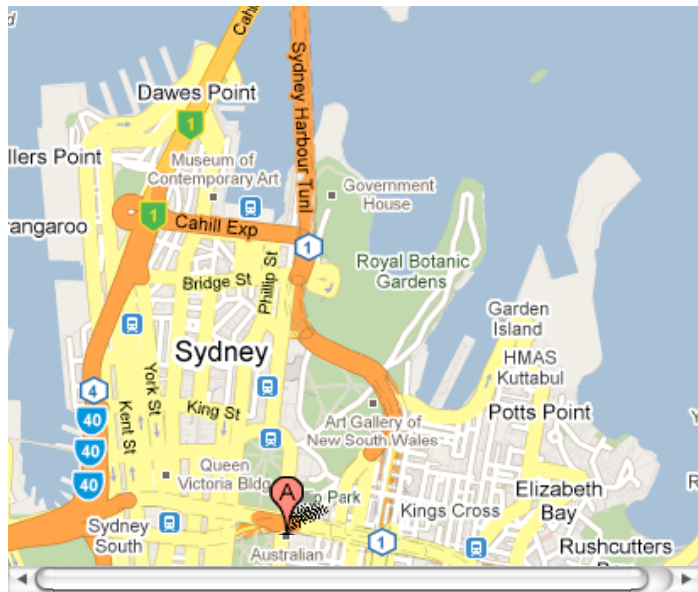 Cahi
Sydney Harbour Tunl
Dawes Point
1
llers Point
Museum of
Contemporary Art
Government
House
1
rangaroo
Cahill Exp
1
Royal Botanic
Gardens
Bridge St
Phillip St
Garden
Island
Sydney
HMAS
Kuttabul
4
York St
Kent St
King St
40
40
40
Art Gallery of
New South Wales
Potts Point
Queen
Victoria Bldg
A
o Park
Elizabeth
Bay
Kings Cross
Sydney
South
1
Australian
Rushcutters